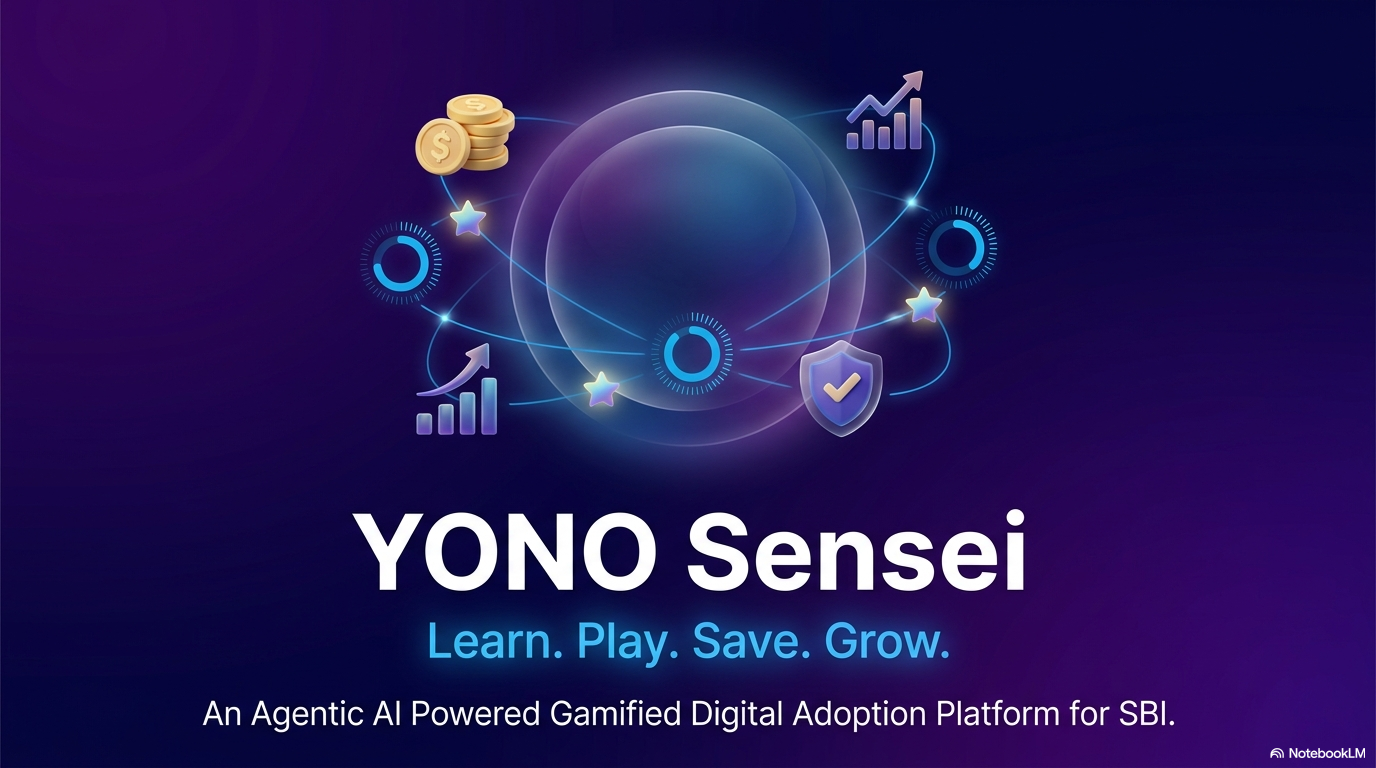 YONO Sensei
Learn. Play. Save. Grow.
An Agentic AI Powered Gamified Digital Adoption Platform for SBI.
NotebookLM